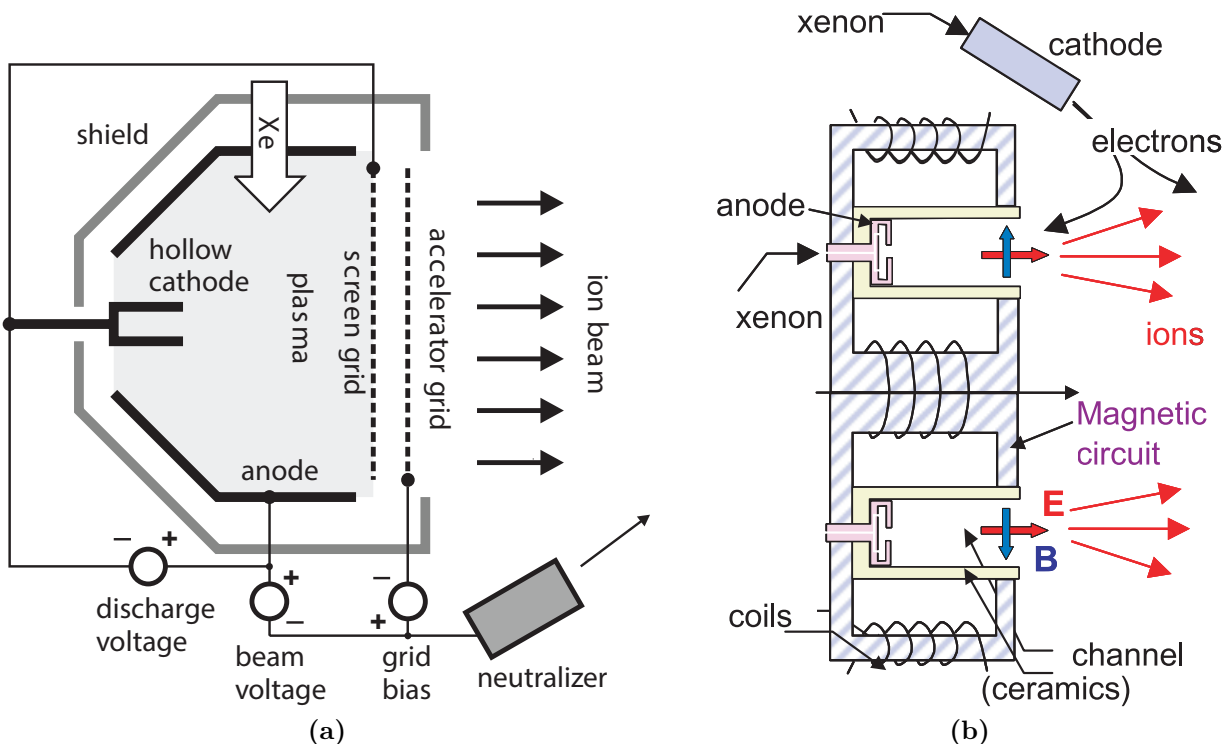 shield
Xe
hollow
cathode
plasma
screen grid
accelerator grid
ion beam
anode
− +
discharge
voltage
+
−
beam
voltage
−
+
grid
bias
neutralizer
(a)
xenon
cathode
electrons
anode
xenon
ions
Magnetic
circuit
E
B
coils
channel
(ceramics)
(b)